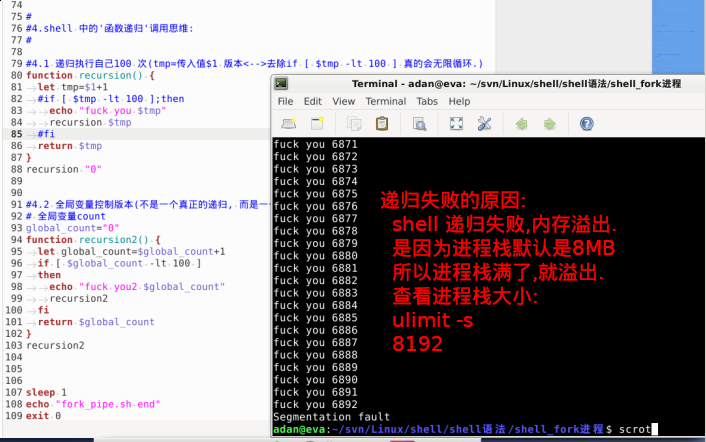 74
75 #
76 #4.shell 中的'函数递归'调用思维:
77 #
78
79 #4.1 递归执行自己100 次(tmp=传入值$1 版本<-->去除if [ $tmp -lt 100 ] 真的会无限循环.)
80 function recursion() {
81 let tmp=$1+1
82 #if [ $tmp -lt 100 ];then
83 echo "fuck you $tmp"
84 recursion $tmp
85 #fi
86 return $tmp
87 }
88 recursion "0"
89
90
91 #4.2 全局变量控制版本(不是一个真正的递归, 而是一
92 # 全局变量count
93 global_count="0"
94 function recursion2() {
95 let global_count=$global_count+1
96 if [ $global_count -lt 100 ]
97 then
98 echo "fuck you2 $global_count"
99 recursion2
100 fi
101 return $global_count
102 }
103 recursion2
104
105
106
107 sleep 1
108 echo "fork_pipe.sh end"
109 exit 0
Terminal - adan@eva: ~/svn/Linux/shell/shell语法/shell_fork进程
File Edit View Terminal Tabs Help
fuck you 6871
fuck you 6872
fuck you 6873
fuck you 6874
fuck you 6875
fuck you 6876
fuck you 6877
fuck you 6878
fuck you 6879
fuck you 6880
fuck you 6881
fuck you 6882
fuck you 6883
fuck you 6884
fuck you 6885
fuck you 6886
fuck you 6887
fuck you 6888
fuck you 6889
fuck you 6890
fuck you 6891
fuck you 6892
Segmentation fault
adan@eva:~/svn/Linux/shell/shell语法/shell_fork进程$ scrot
递归失败的原因:
shell 递归失败,内存溢出.
是因为进程栈默认是8MB
所以进程栈满了,就溢出.
查看进程栈大小:
ulimit -s
8192